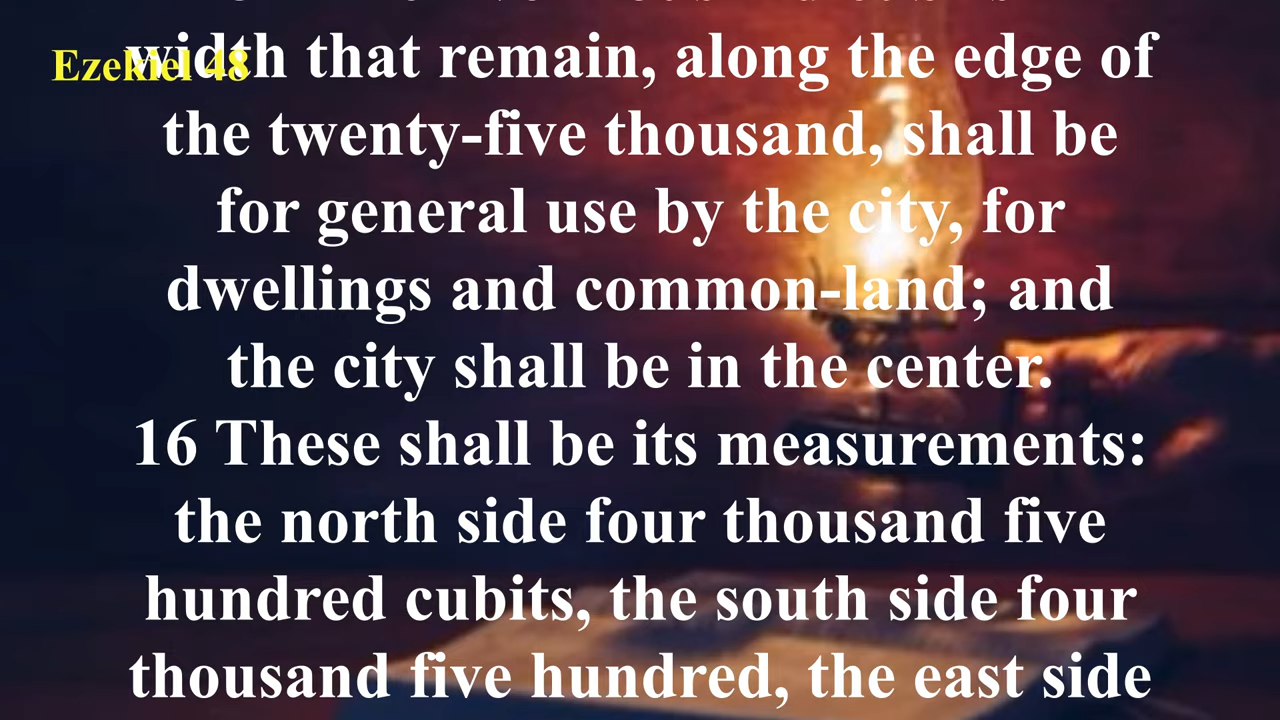 Ezekiel 48
width that remain, along the edge of
the twenty-five thousand, shall be
for general use by the city, for
dwellings and common-land; and
the city shall be in the center.
16 These shall be its measurements:
the north side four thousand five
hundred cubits, the south side four
thousand five hundred, the east side